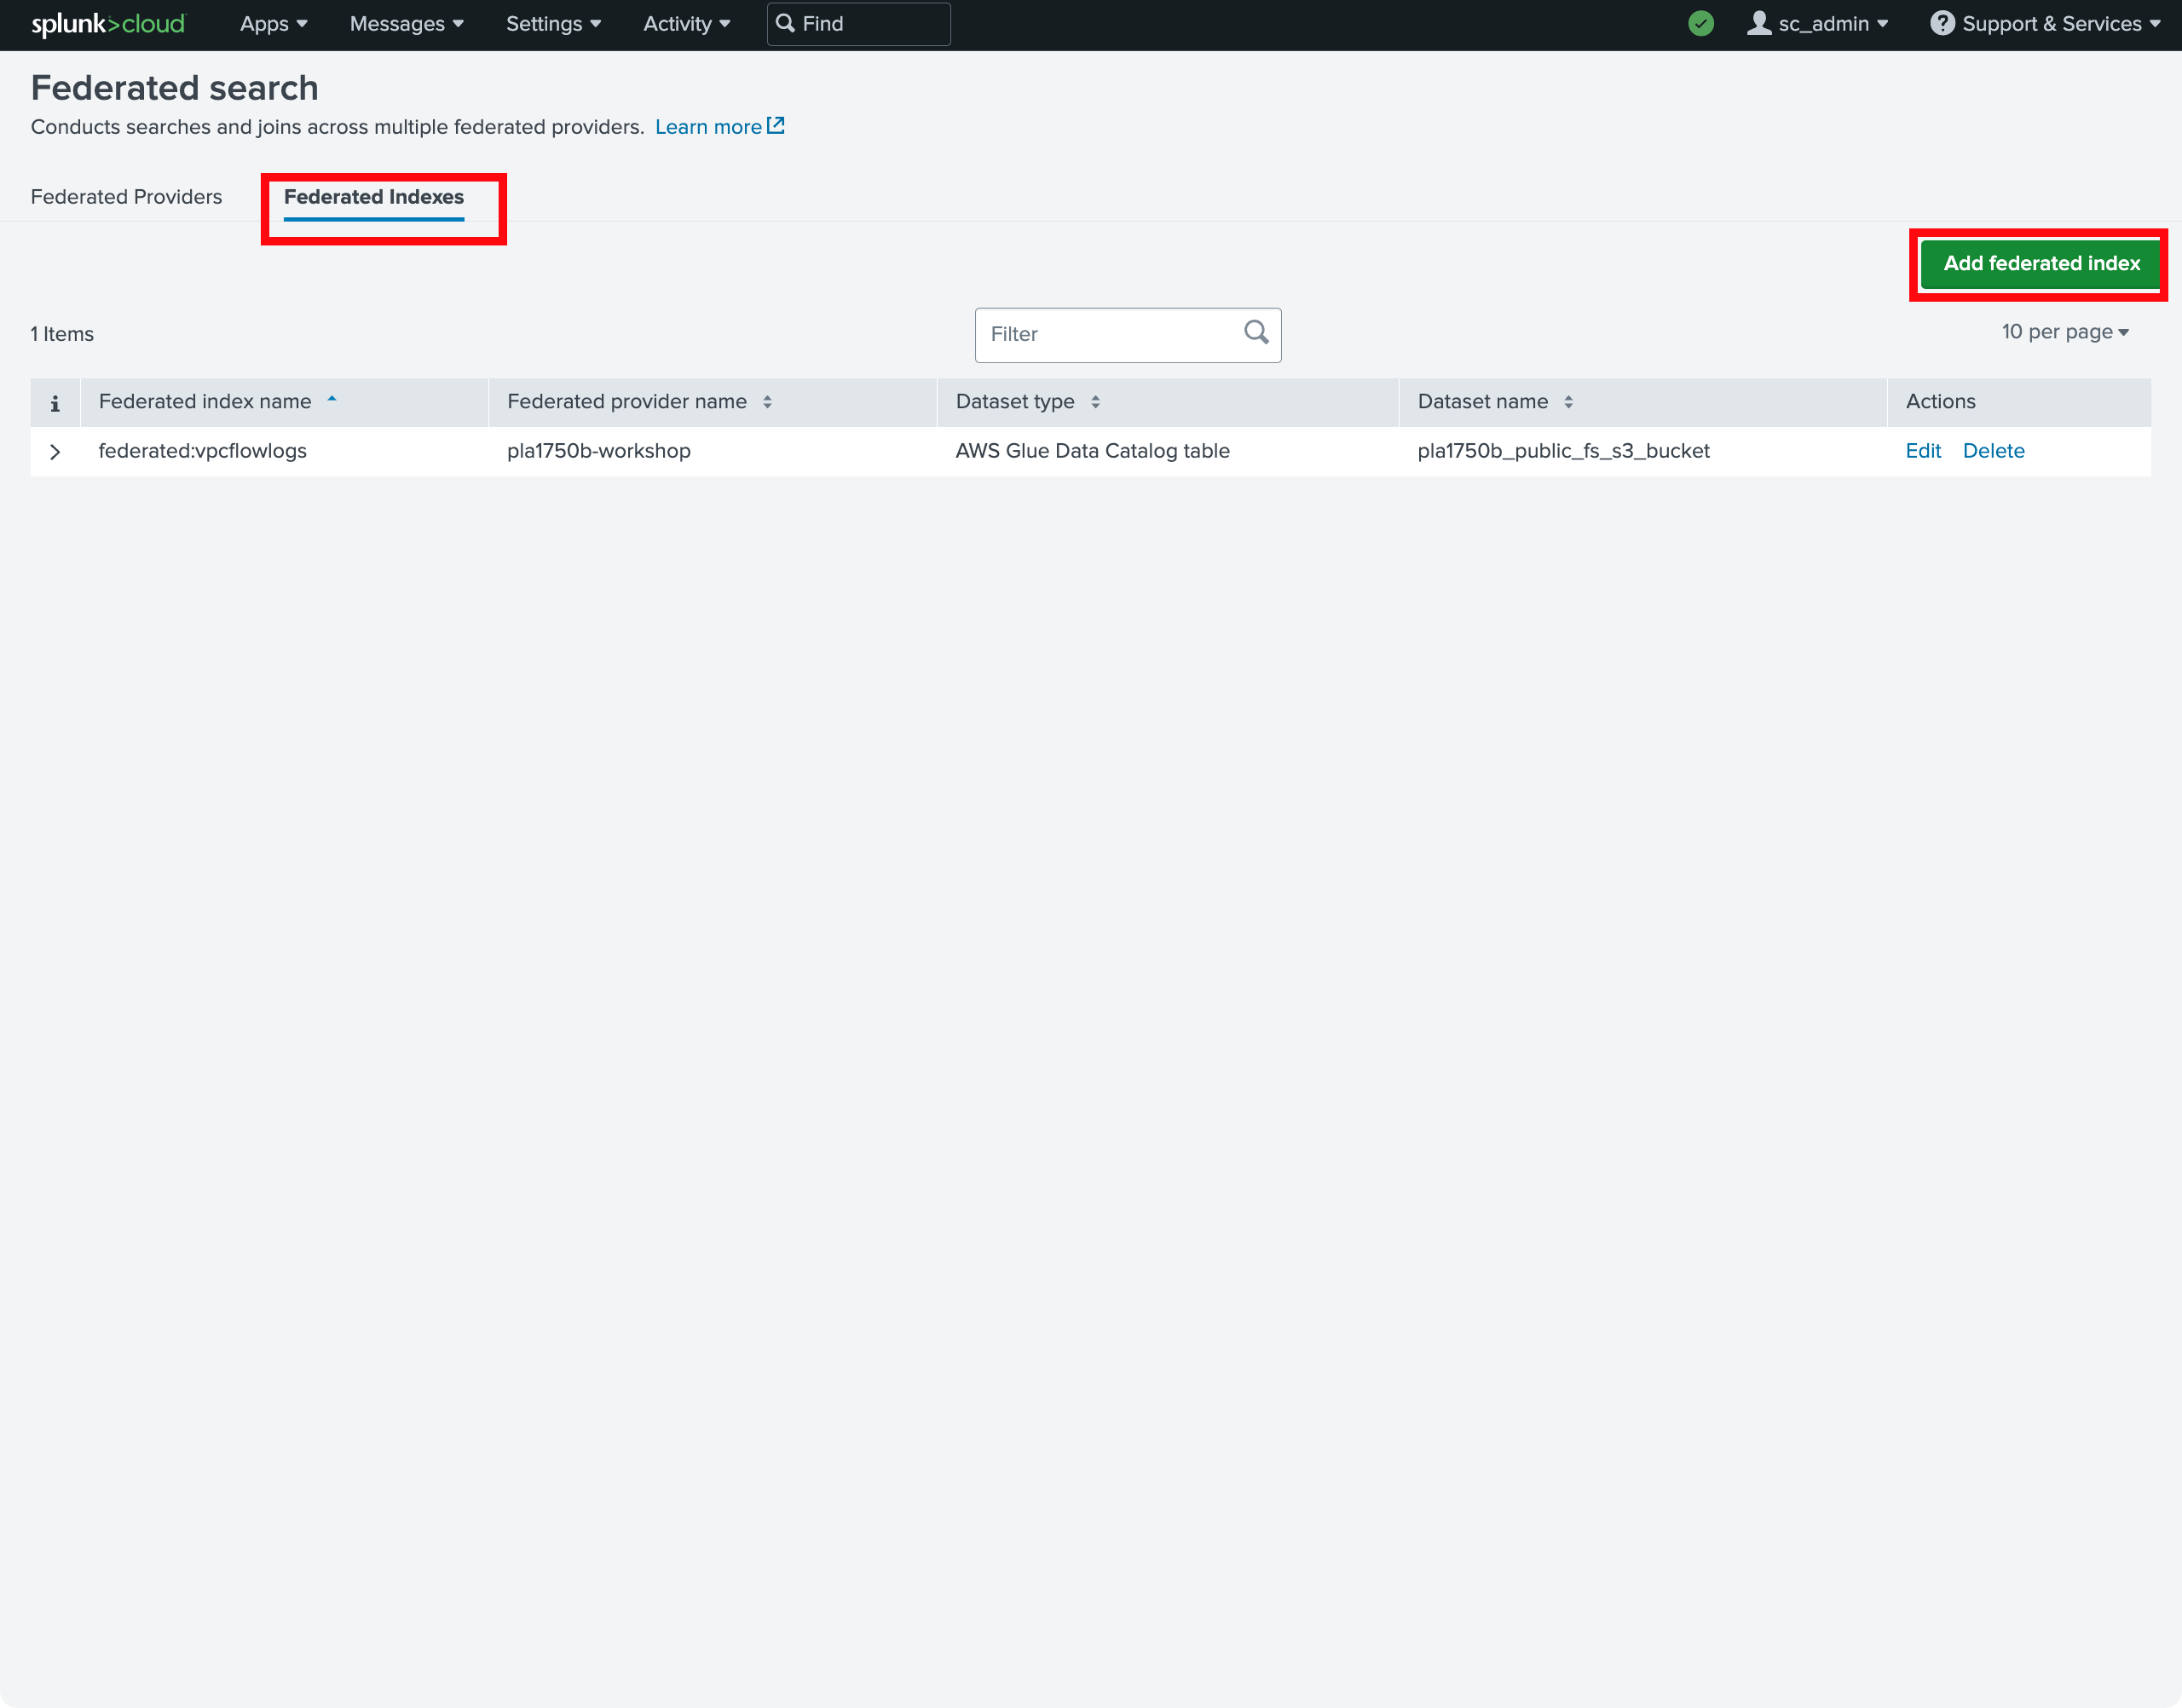 splunk>cloud Apps Messages Settings Activity Find sc_admin Support & Services
Federated search
Conducts searches and joins across multiple federated providers. Learn more
Federated Providers Federated Indexes
Add federated index
1 Items Filter 10 per page
i Federated index name Federated provider name Dataset type Dataset name Actions
federated:vpcflowlogs pla1750b-workshop AWS Glue Data Catalog table pla1750b_public_fs_s3_bucket Edit Delete